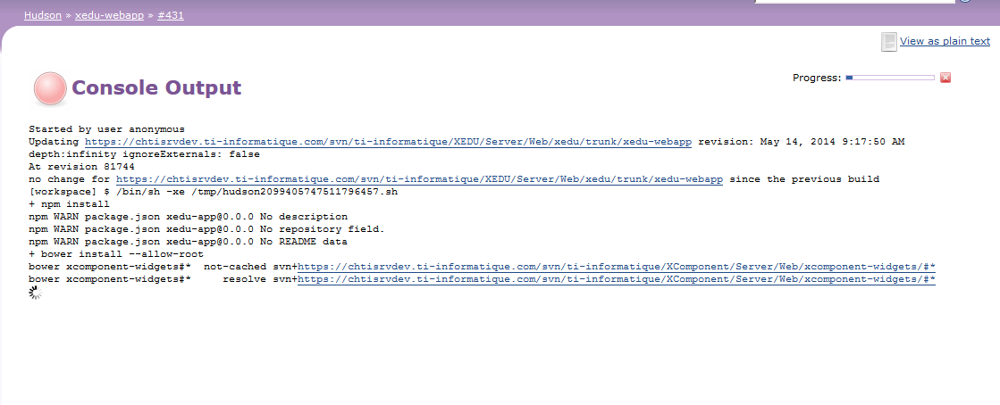 Hudson » xedu-webapp » #431
View as plain text
Console Output
Progress:
Started by user anonymous
Updating https://chtisrvdev.ti-informatique.com/svn/ti-informatique/XEDU/Server/Web/xedu/trunk/xedu-webapp revision: May 14, 2014 9:17:50 AM
depth:infinity ignoreExternals: false
At revision 81744
no change for https://chtisrvdev.ti-informatique.com/svn/ti-informatique/XEDU/Server/Web/xedu/trunk/xedu-webapp since the previous build
[workspace] $ /bin/sh -xe /tmp/hudson2099405747511796457.sh
+ npm install
npm WARN package.json xedu-app@0.0.0 No description
npm WARN package.json xedu-app@0.0.0 No repository field.
npm WARN package.json xedu-app@0.0.0 No README data
+ bower install --allow-root
bower xcomponent-widgets#*  not-cached svn+https://chtisrvdev.ti-informatique.com/svn/ti-informatique/XComponent/Server/Web/xcomponent-widgets/#*
bower xcomponent-widgets#*     resolve svn+https://chtisrvdev.ti-informatique.com/svn/ti-informatique/XComponent/Server/Web/xcomponent-widgets/#*